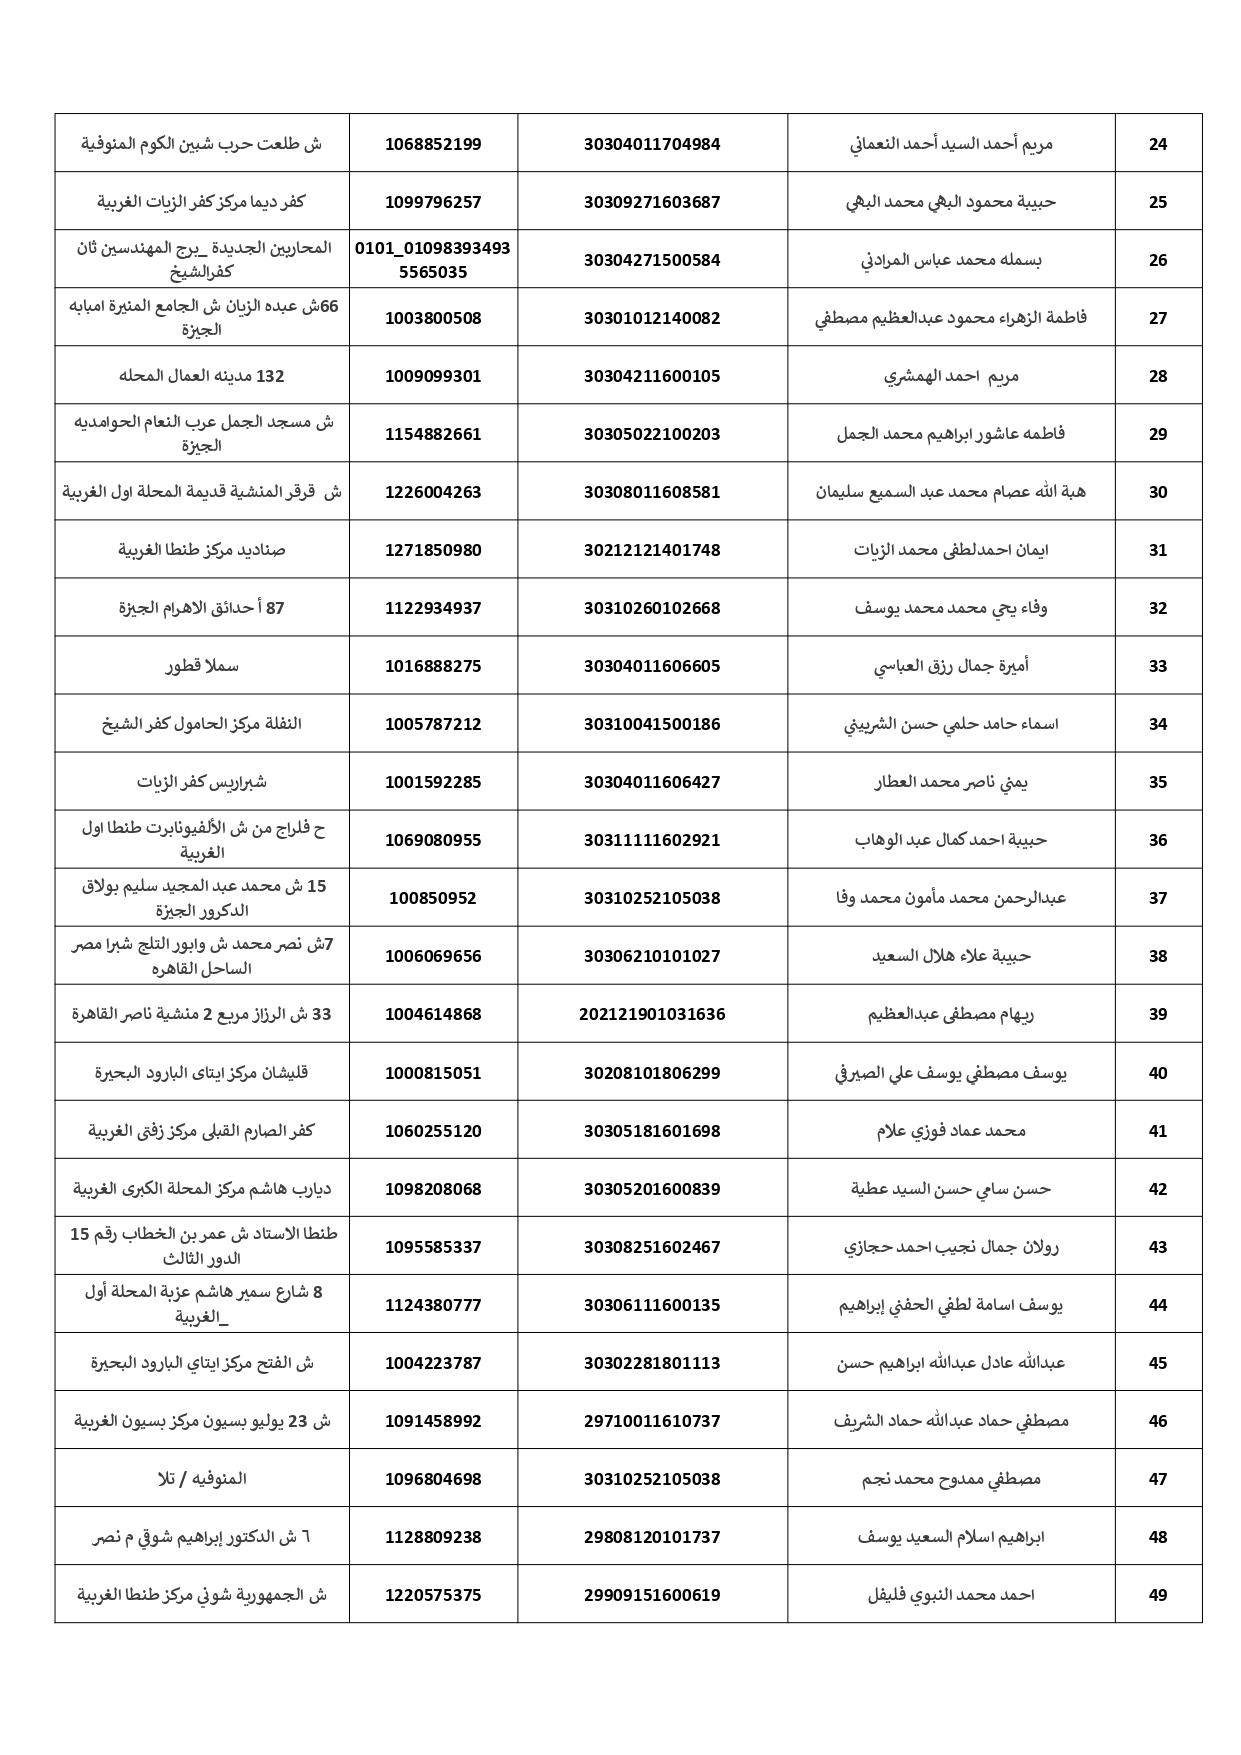 24 مريم أحمد السيد أحمد النعماني 30304011704984 1068852199 ش طلعت حرب شبين الكوم المنوفية
25 حبيبة محمود البهي محمد البهي 30309271603687 1099796257 كفر ديما مركز كفر الزيات الغربية
26 بسمله محمد عباس المرادني 30304271500584 0101_01098393493 المحاربين الجديدة _برج المهندسين ثان
5565035 كفرالشيخ
27 فاطمة الزهراء محمود عبدالعظيم مصطفي 30301012140082 1003800508 66ش عبده الزيان ش الجامع المنيرة امبابه
الجيزة
28 مريم احمد الهمشري 30304211600105 1009099301 132 مدينه العمال المحله
29 فاطمه عاشور ابراهيم محمد الجمل 30305022100203 1154882661 ش مسجد الجمل عرب النعام الحوامديه
الجيزة
30 هبة الله عصام محمد عبد السميع سليمان 30308011608581 1226004263 ش قرقر المنشية قديمة المحلة اول الغربية
31 ايمان احمدلطفى محمد الزيات 30212121401748 1271850980 صناديد مركز طنطا الغربية
32 وفاء يحي محمد محمد يوسف 30310260102668 1122934937 87 أ حدائق الاهرام الجيزة
33 أميرة جمال رزق العباسي 30304011606605 1016888275 سملا قطور
34 اسماء حامد حلمي حسن الشربيني 30310041500186 1005787212 النفلة مركز الحامول كفر الشيخ
35 يمني ناصر محمد العطار 30304011606427 1001592285 شبراريس كفر الزيات
36 حبيبة احمد كمال عبد الوهاب 30311111602921 1069080955 ح فلراج من ش الألفيونابرت طنطا اول
الغربية
37 عبدالرحمن محمد مأمون محمد وفا 30310252105038 100850952 15 ش محمد عبد المجيد سليم بولاق
الدكرور الجيزة
38 حبيبة علاء هلال السعيد 30306210101027 1006069656 7ش نصر محمد ش وابور التلج شبرا مصر
الساحل القاهره
39 ريهام مصطفى عبدالعظيم 202121901031636 1004614868 33 ش الرزاز مربع 2 منشية ناصر القاهرة
40 يوسف مصطفي يوسف علي الصيرفي 30208101806299 1000815051 قليشان مركز ايتاى البارود البحيرة
41 محمد عماد فوزي علام 30305181601698 1060255120 كفر الصارم القبلى مركز زفتى الغربية
42 حسن سامي حسن السيد عطية 30305201600839 1098208068 ديارب هاشم مركز المحلة الكبرى الغربية
43 رولان جمال نجيب احمد حجازي 30308251602467 1095585337 طنطا الاستاد ش عمر بن الخطاب رقم 15
الدور الثالث
44 يوسف اسامة لطفي الحفني إبراهيم 30306111600135 1124380777 8 شارع سمير هاشم عزبة المحلة أول
_الغربية
45 عبدالله عادل عبدالله ابراهيم حسن 30302281801113 1004223787 ش الفتح مركز ايتاي البارود البحيرة
46 مصطفي حماد عبدالله حماد الشريف 29710011610737 1091458992 ش 23 يوليو بسيون مركز بسيون الغربية
47 مصطفي ممدوح محمد نجم 30310252105038 1096804698 المنوفيه / تلا
48 ابراهيم اسلام السعيد يوسف 29808120101737 1128809238 ٦ ش الدكتور إبراهيم شوقي م نصر
49 احمد محمد النبوي فليفل 29909151600619 1220575375 ش الجمهورية شوني مركز طنطا الغربية